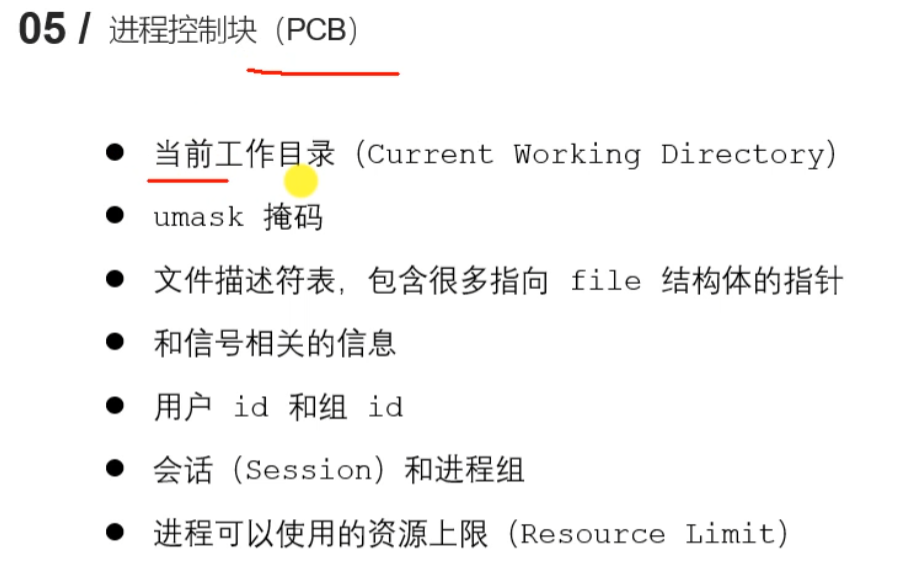 05 / 进程控制块（PCB）
● 当前工作目录（Current Working Directory）
● umask 掩码
● 文件描述符表，包含很多指向 file 结构体的指针
● 和信号相关的信息
● 用户 id 和组 id
● 会话（Session）和进程组
● 进程可以使用的资源上限（Resource Limit）